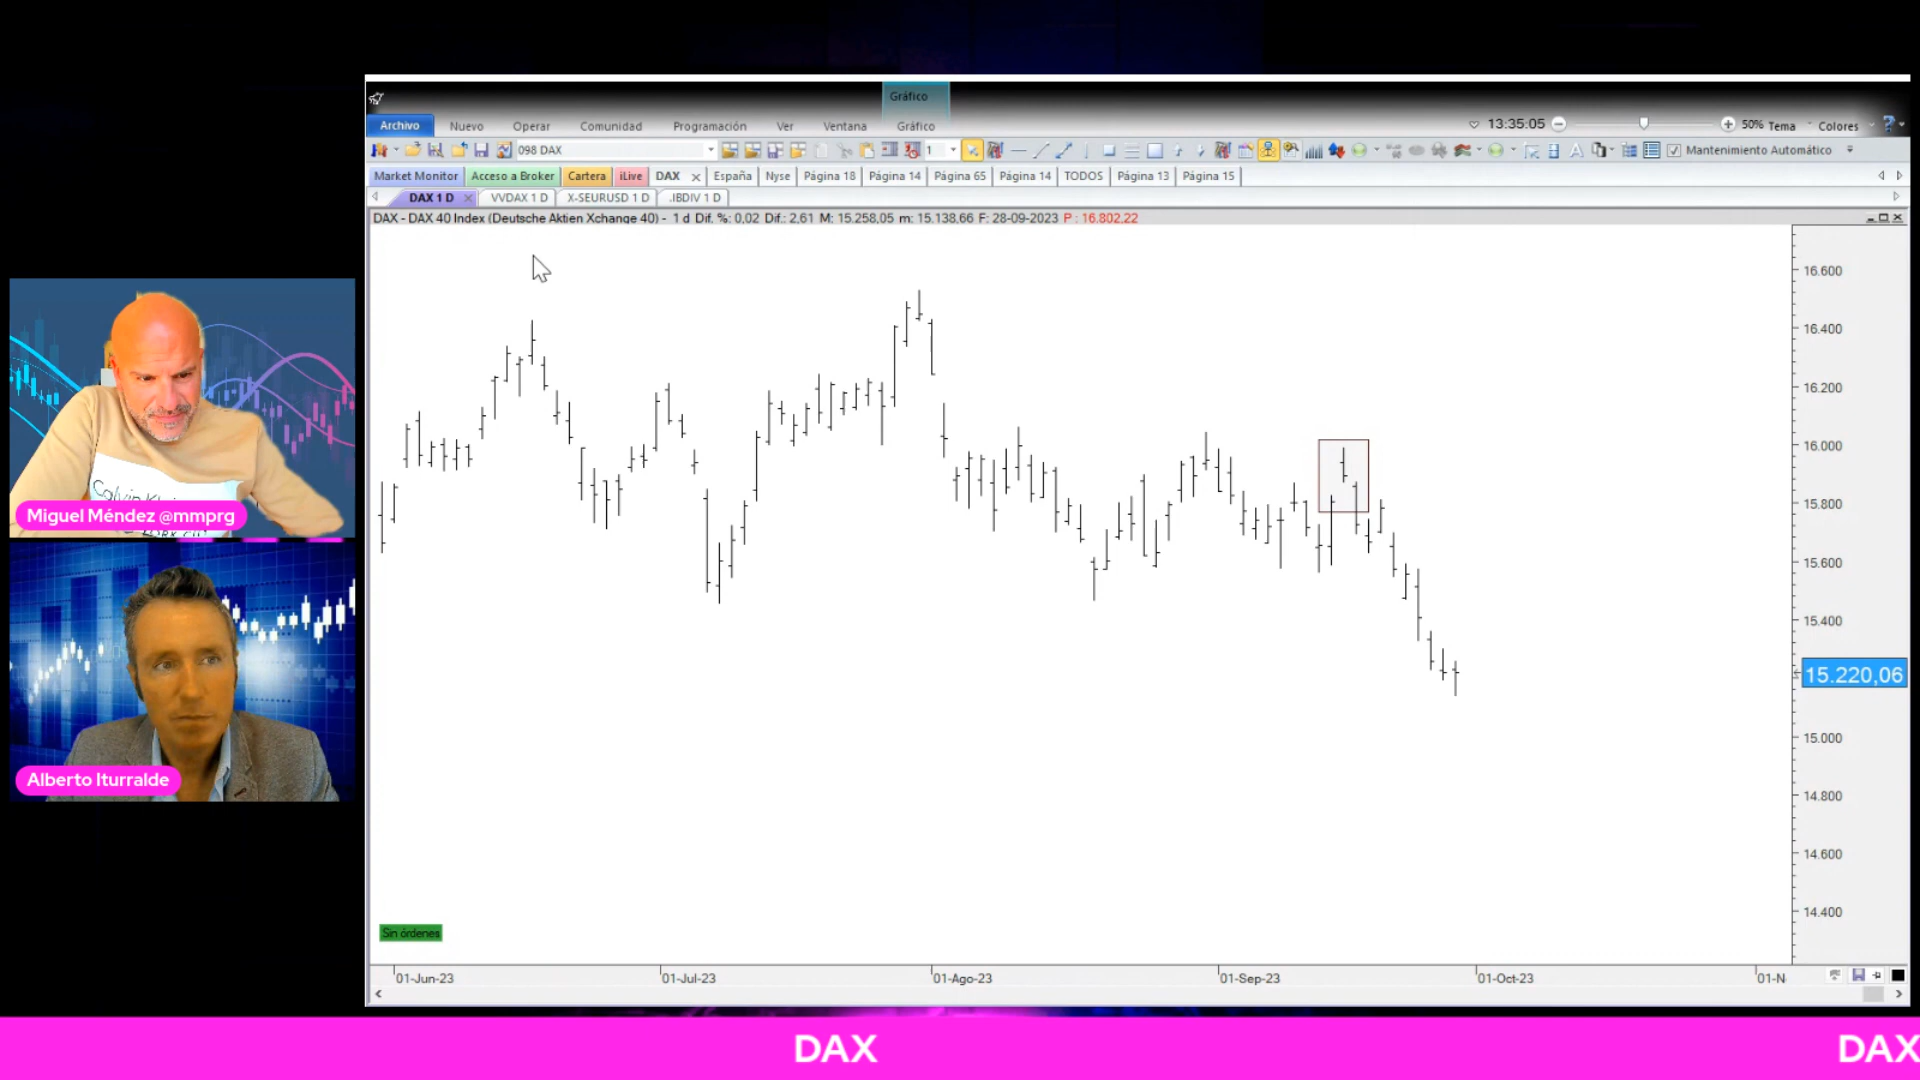 Gráfico
Archivo Nuevo Operar Comunidad Programación Ver Ventana Gráfico 13:35:05 50% Tema Colores
098 DAX 1 Mantenimiento Automático
Market Monitor Acceso a Broker Cartera iLive DAX España Nyse Página 18 Página 14 Página 65 Página 14 TODOS Página 13 Página 15
DAX 1 D VVDAX 1 D X-SEURUSD 1 D .IBDIV 1 D
DAX - DAX 40 Index (Deutsche Aktien Xchange 40) - 1 d Dif. %: 0,02 Dif.: 2,61 M: 15.258,05 m: 15.138,66 F: 28-09-2023 P : 16.802,22
16.600
16.400
16.200
16.000
15.800
15.600
15.400
15.220,06
15.000
14.800
14.600
14.400
Calvin Klein
Miguel Méndez @mmprg
Alberto Iturralde
Sin órdenes
01-Jun-23 01-Jul-23 01-Ago-23 01-Sep-23 01-Oct-23 01-N
DAX DAX